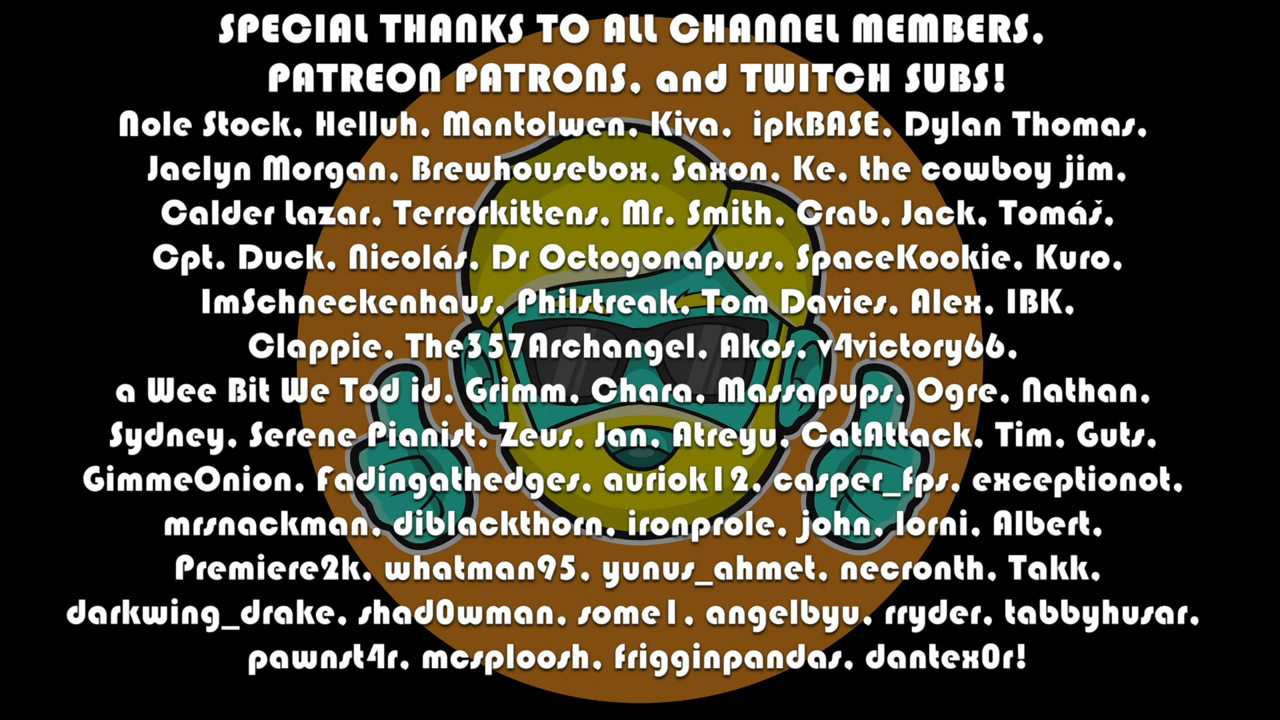 SPECIAL THANKS TO ALL CHANNEL MEMBERS,
PATREON PATRONS, and TWITCH SUBS!
Nole Stock, Helluh, Mantolwen, Kiva, ipkBASE, Dylan Thomas,
Jaclyn Morgan, Brewhousebox, Saxon, Ke, the cowboy jim,
Calder Lazar, Terrorkittens, Mr. Smith, Crab, Jack, Tomáš,
Cpt. Duck, Nicolás, Dr Octogonapuss, SpaceKookie, Kuro,
ImSchneckenhaus, Philstreak, Tom Davies, Alex, IBK,
Clappie, The357Archangel, Akos, v4victory66,
a Wee Bit We Tod id, Grimm, Chara, Massapups, Ogre, Nathan,
Sydney, Serene Pianist, Zeus, Jan, Atreyu, CatAttack, Tim, Guts,
GimmeOnion, Fadingathedges, auriok12, casper_fps, exceptionot,
mrsnackman, diblackthorn, ironprole, john, lorni, Albert,
Premiere2k, whatman95, yunus_ahmet, necronth, Takk,
darkwing_drake, shad0wman, some1, angelbyu, rryder, tabbyhusar,
pawnst4r, mcsploosh, frigginpandas, dantex0r!